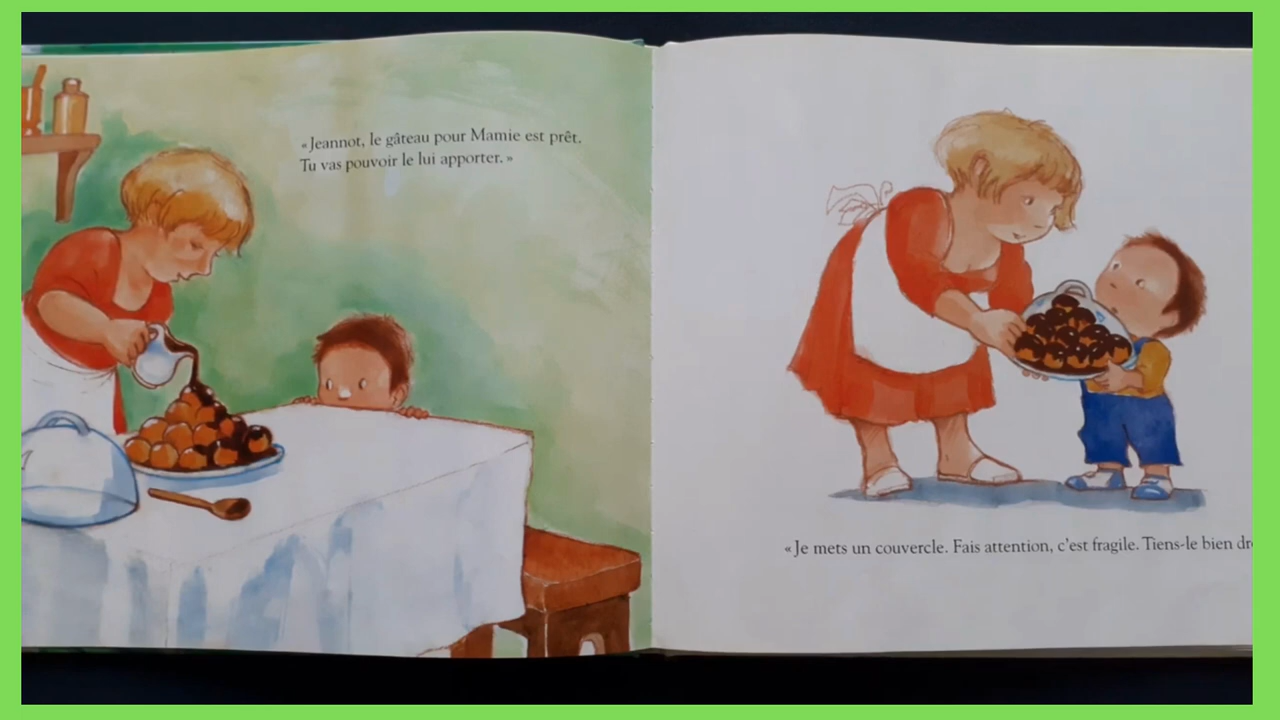 «Jeannot, le gâteau pour Mamie est prêt.
Tu vas pouvoir le lui apporter.»
«Je mets un couvercle. Fais attention, c'est fragile. Tiens-le bien